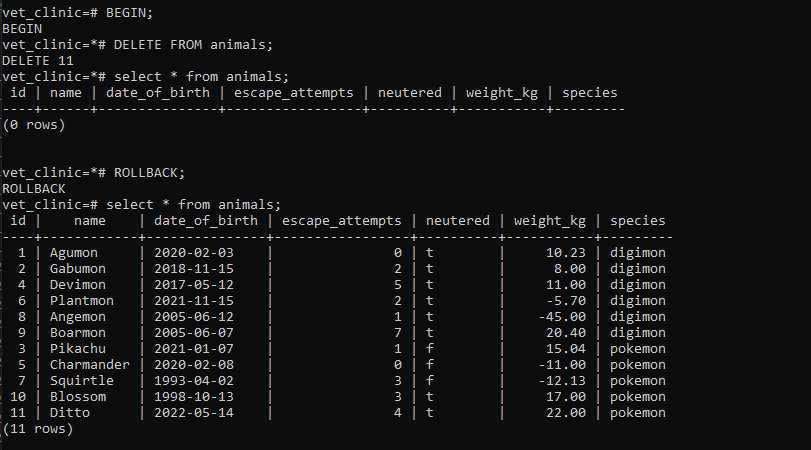 vet_clinic=# BEGIN;
BEGIN
vet_clinic=*# DELETE FROM animals;
DELETE 11
vet_clinic=*# select * from animals;
 id | name | date_of_birth | escape_attempts | neutered | weight_kg | species
----+------+---------------+-----------------+----------+-----------+---------
(0 rows)
vet_clinic=*# ROLLBACK;
ROLLBACK
vet_clinic=# select * from animals;
 id |    name    | date_of_birth | escape_attempts | neutered | weight_kg | species
----+------------+---------------+-----------------+----------+-----------+---------
  1 | Agumon     | 2020-02-03    |               0 | t        |     10.23 | digimon
  2 | Gabumon    | 2018-11-15    |               2 | t        |      8.00 | digimon
  4 | Devimon    | 2017-05-12    |               5 | t        |     11.00 | digimon
  6 | Plantmon   | 2021-11-15    |               2 | t        |     -5.70 | digimon
  8 | Angemon    | 2005-06-12    |               1 | t        |    -45.00 | digimon
  9 | Boarmon    | 2005-06-07    |               7 | t        |     20.40 | digimon
  3 | Pikachu    | 2021-01-07    |               1 | f        |     15.04 | pokemon
  5 | Charmander | 2020-02-08    |               0 | f        |    -11.00 | pokemon
  7 | Squirtle   | 1993-04-02    |               3 | f        |    -12.13 | pokemon
 10 | Blossom    | 1998-10-13    |               3 | t        |     17.00 | pokemon
 11 | Ditto      | 2022-05-14    |               4 | t        |     22.00 | pokemon
(11 rows)